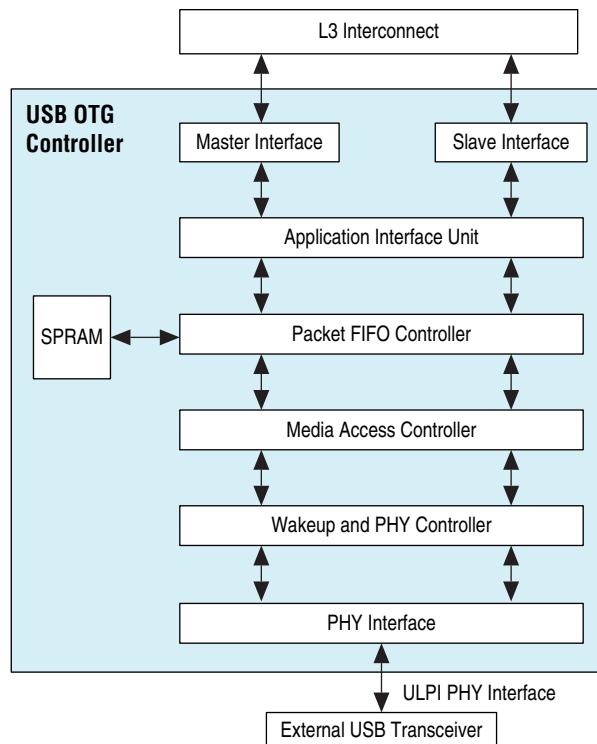 L3 Interconnect
USB OTG
Controller
Master Interface
Slave Interface
Application Interface Unit
SPRAM
Packet FIFO Controller
Media Access Controller
Wakeup and PHY Controller
PHY Interface
ULPI PHY Interface
External USB Transceiver